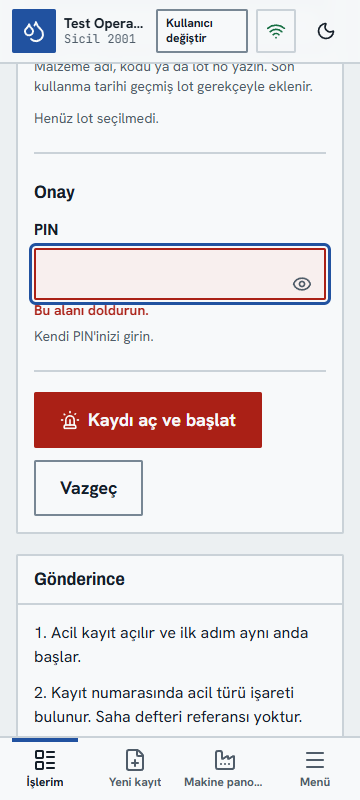 Test Opera...
Sicil 2001
Kullanıcı
değiştir
Malzeme adı, kodu ya da lot no yazın. Son
kullanma tarihi geçmiş lot gerekçeyle eklenir.
Henüz lot seçilmedi.
Onay
PIN
Bu alanı doldurun.
Kendi PIN'inizi girin.
Kaydı aç ve başlat
Vazgeç
Gönderince
1. Acil kayıt açılır ve ilk adım aynı anda
başlar.
2. Kayıt numarasında acil türü işareti
bulunur. Saha defteri referansı yoktur.
İşlerim
Yeni kayıt
Makine pano...
Menü